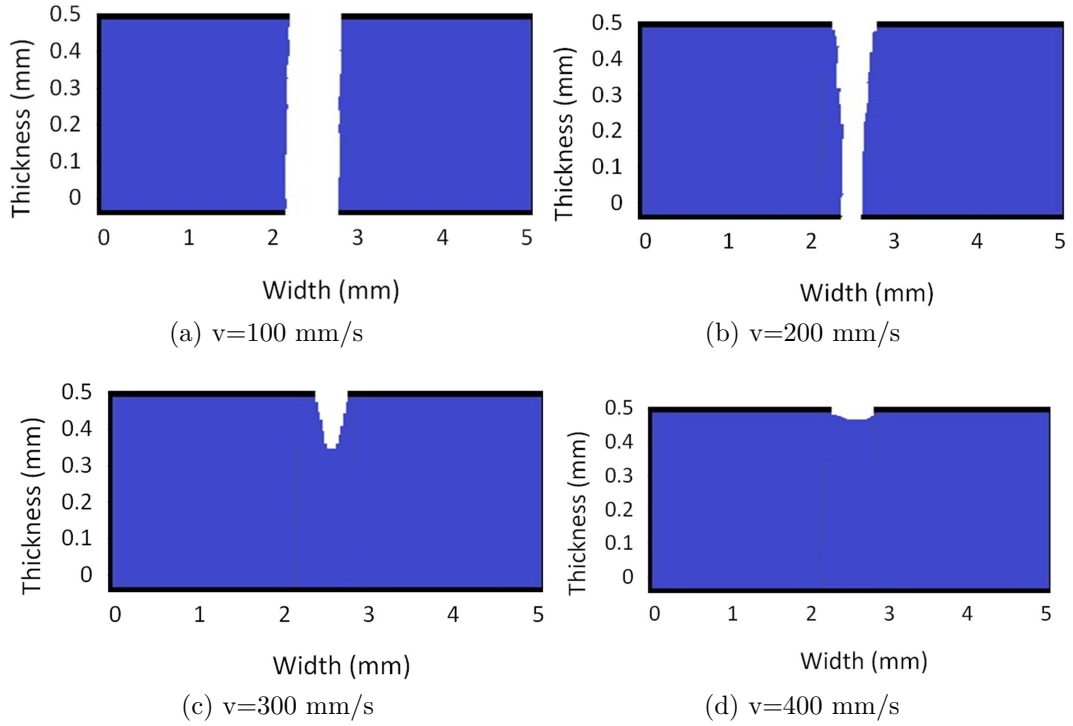 0.5
0.4
0.3
0.2
0.1
0
Thickness (mm)
0 1 2 3 4 5
Width (mm)
(a) v=100 mm/s
0.5
0.4
0.3
0.2
0.1
0
Thickness (mm)
0 1 2 3 4 5
Width (mm)
(b) v=200 mm/s
0.5
0.4
0.3
0.2
0.1
0
Thickness (mm)
0 1 2 3 4 5
Width (mm)
(c) v=300 mm/s
0.5
0.4
0.3
0.2
0.1
0
Thickness (mm)
0 1 2 3 4 5
Width (mm)
(d) v=400 mm/s